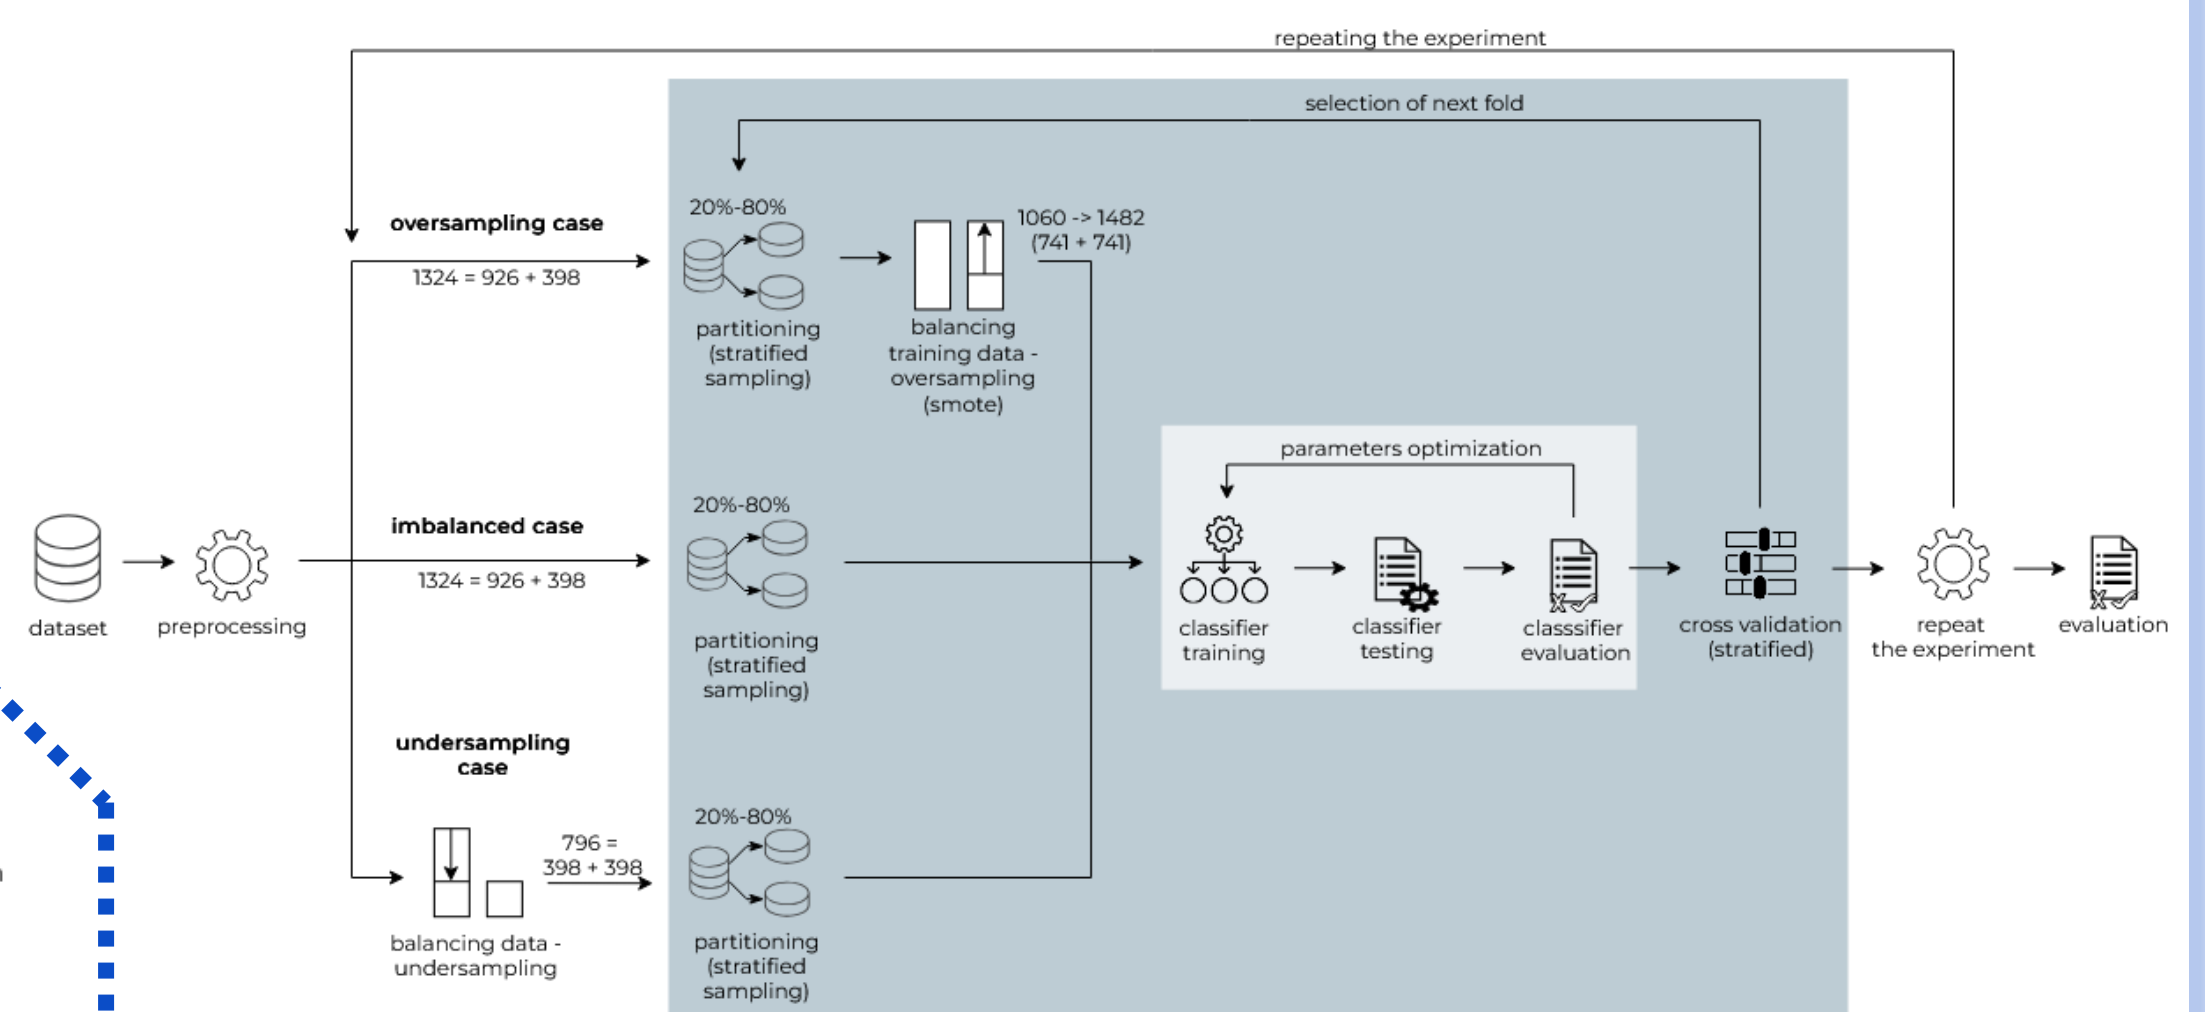 repeating the experiment
selection of next fold
oversampling case
1324 = 926 + 398
20%-80%
partitioning
(stratified
sampling)
1060 -> 1482
(741 + 741)
balancing
training data -
oversampling
(smote)
parameters optimization
dataset
preprocessing
imbalanced case
1324 = 926 + 398
20%-80%
partitioning
(stratified
sampling)
classifier
training
classifier
testing
classsifier
evaluation
cross validation
(stratified)
repeat
the experiment
evaluation
undersampling
case
balancing data -
undersampling
796 =
398 + 398
20%-80%
partitioning
(stratified
sampling)